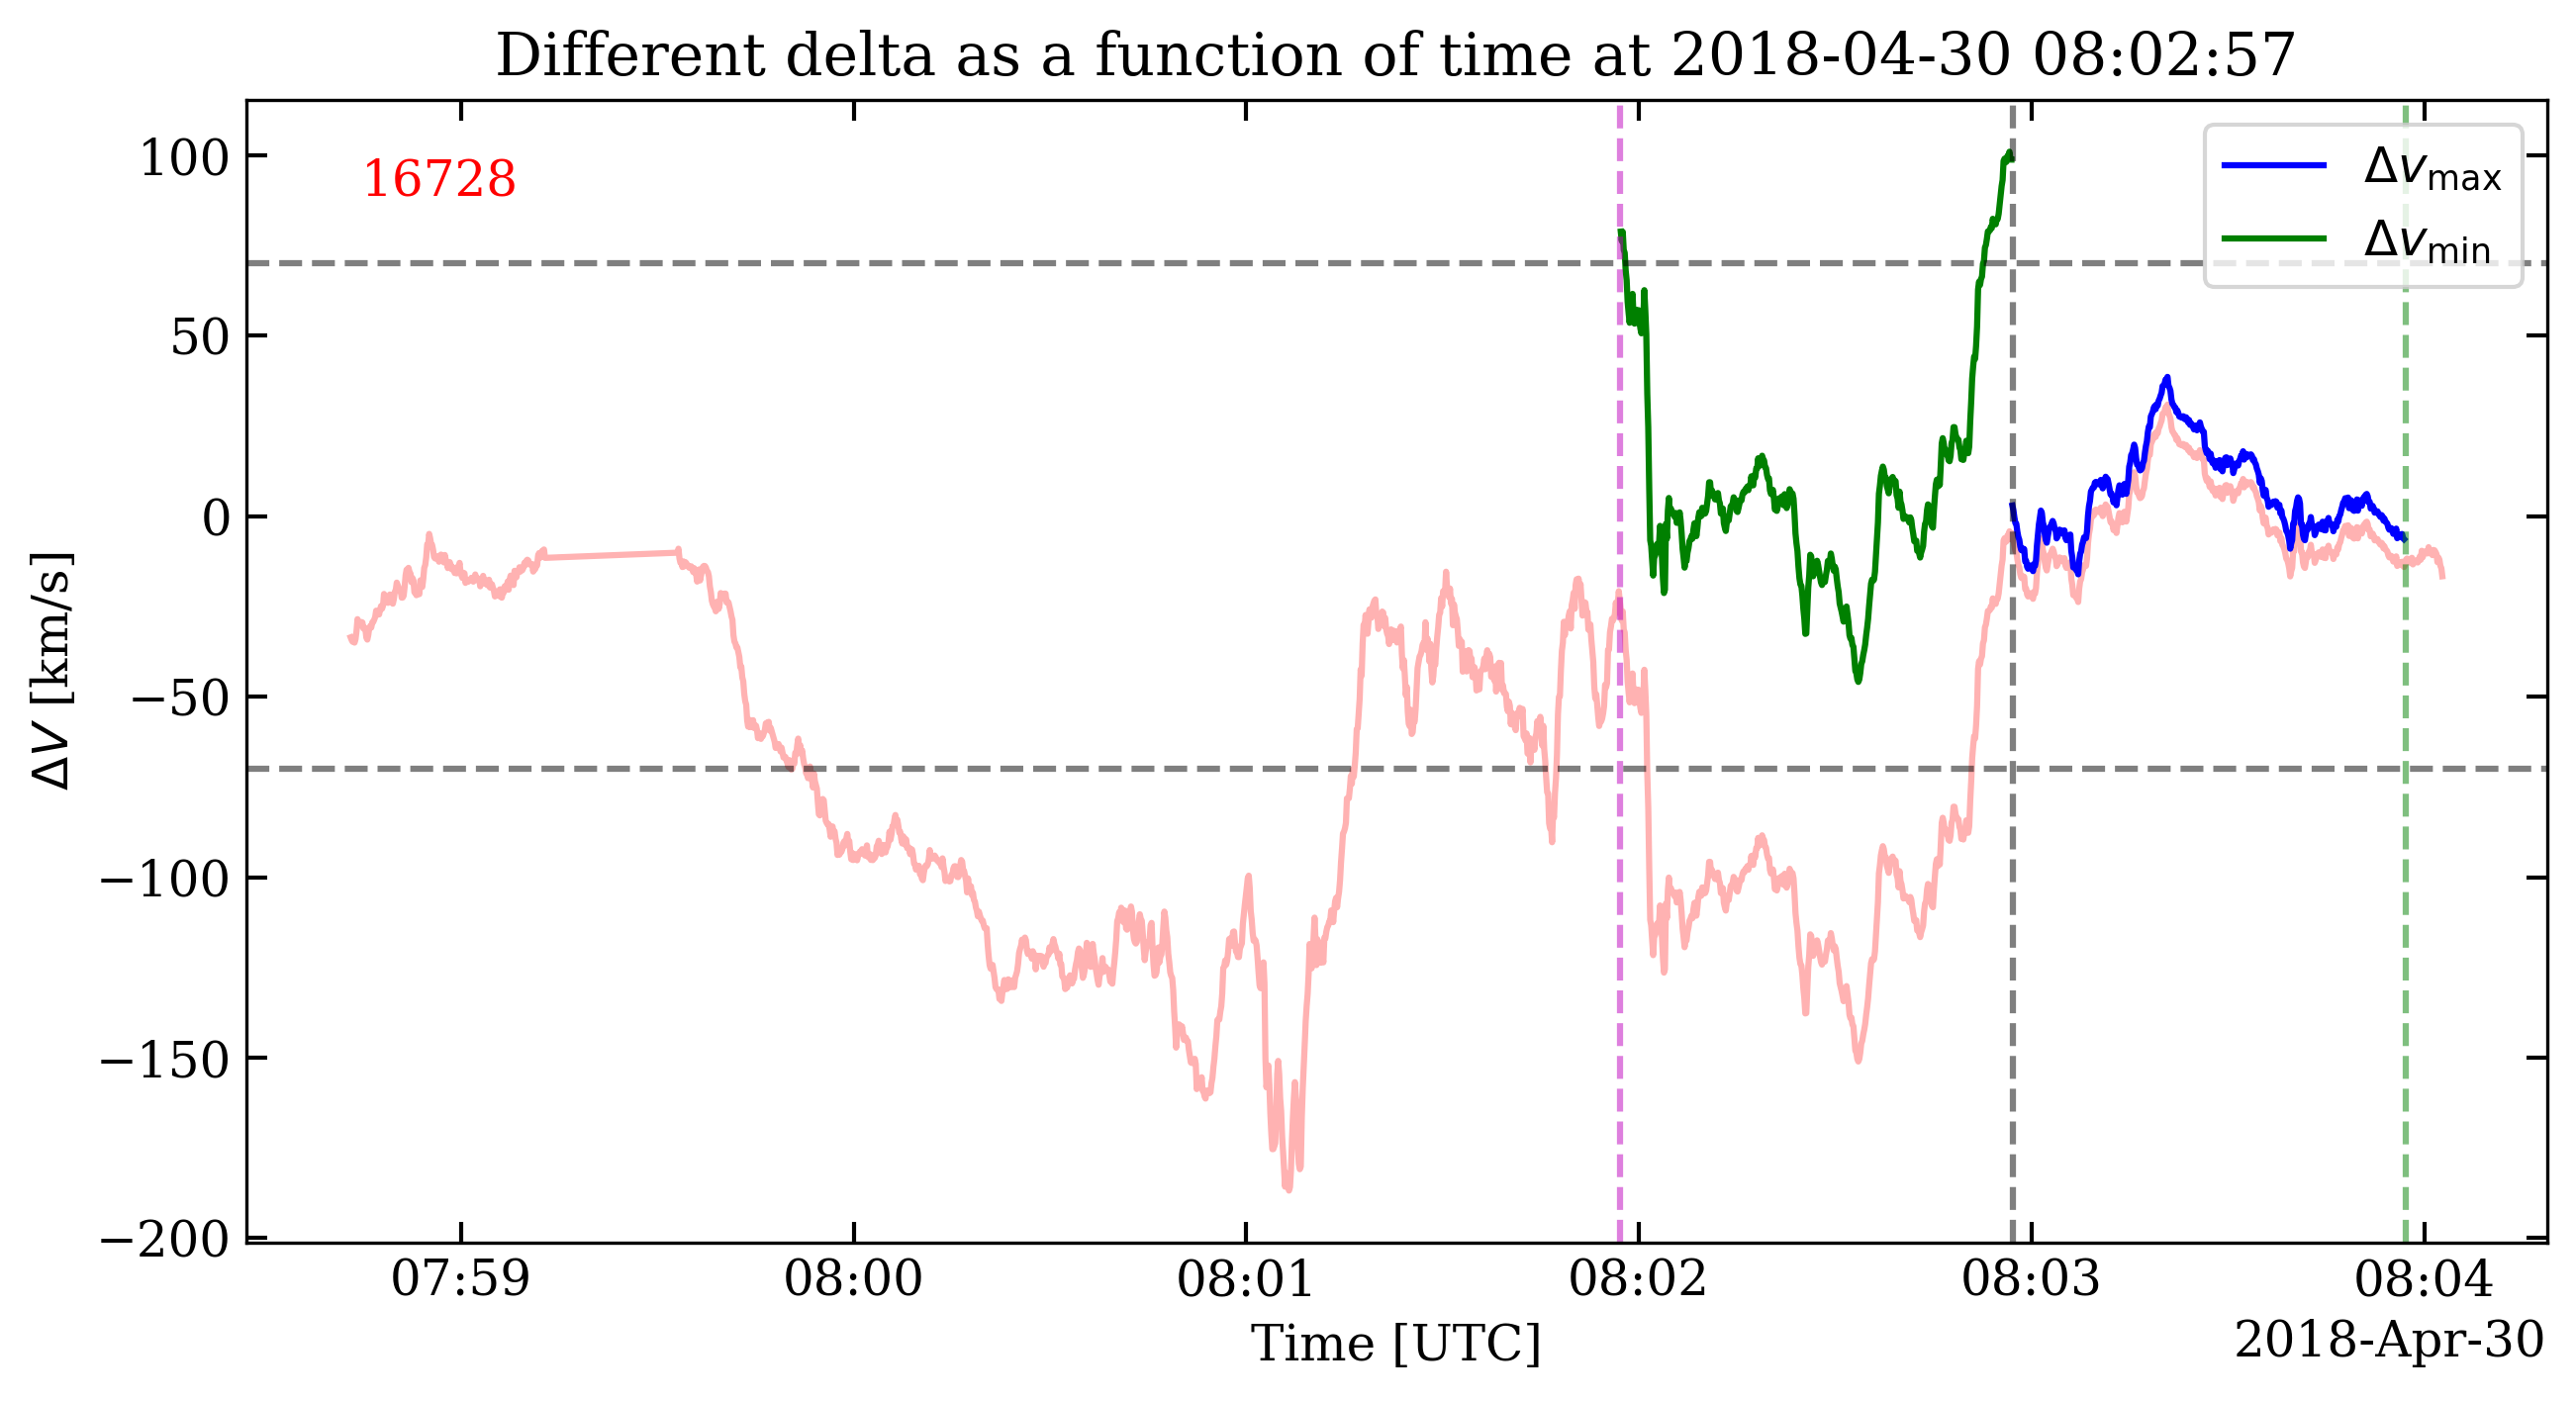 Different delta as a function of time at 2018-04-30 08:02:57
16728
Δv_max
Δv_min
100
50
0
−50
−100
−150
−200
ΔV [km/s]
07:59 08:00 08:01 08:02 08:03 08:04
Time [UTC]
2018-Apr-30